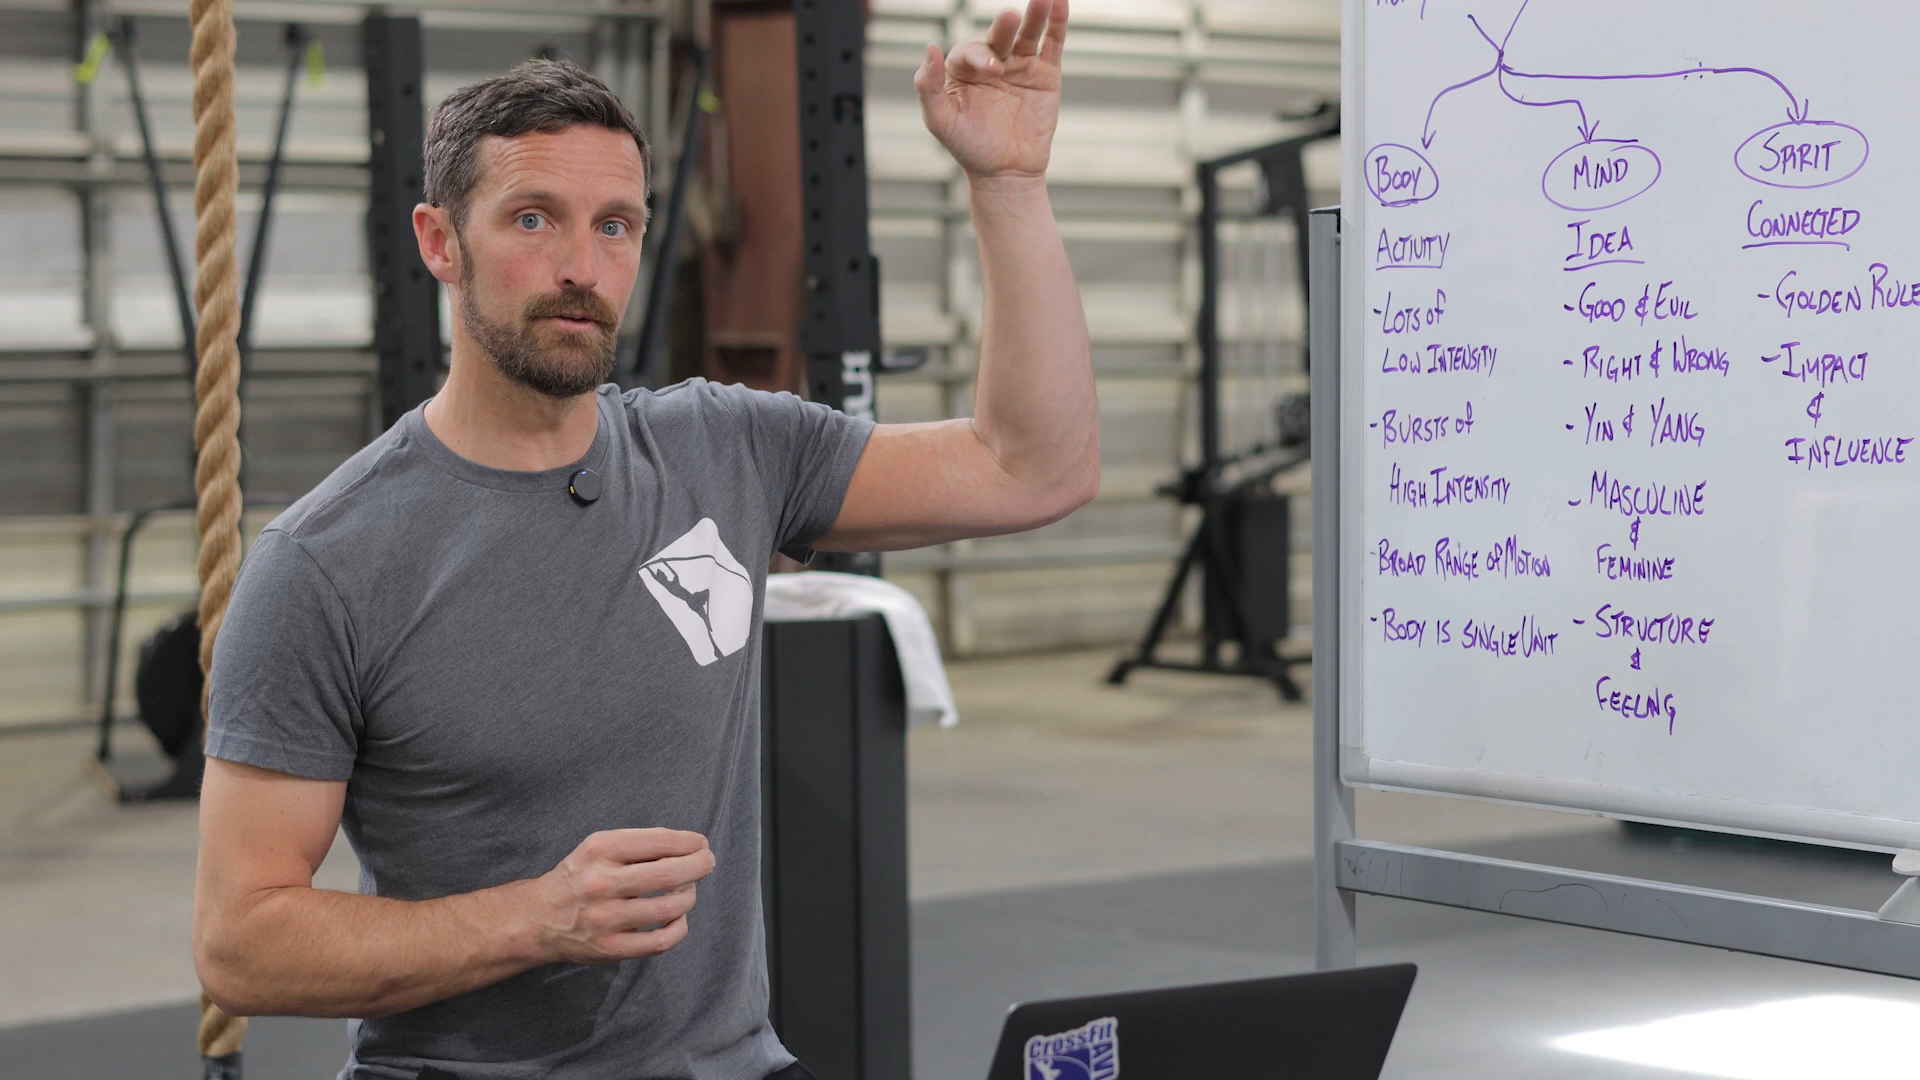 BODY
MIND
SPIRIT
ACTIVITY
IDEA
CONNECTED
-LOTS OF
LOW INTENSITY
-BURSTS OF
HIGH INTENSITY
-BROAD RANGE OF MOTION
-BODY IS SINGLE UNIT
-GOOD & EVIL
-RIGHT & WRONG
-YIN & YANG
-MASCULINE
&
FEMININE
-STRUCTURE
&
FEELING
-GOLDEN RULE
-IMPACT
&
INFLUENCE
CrossFit